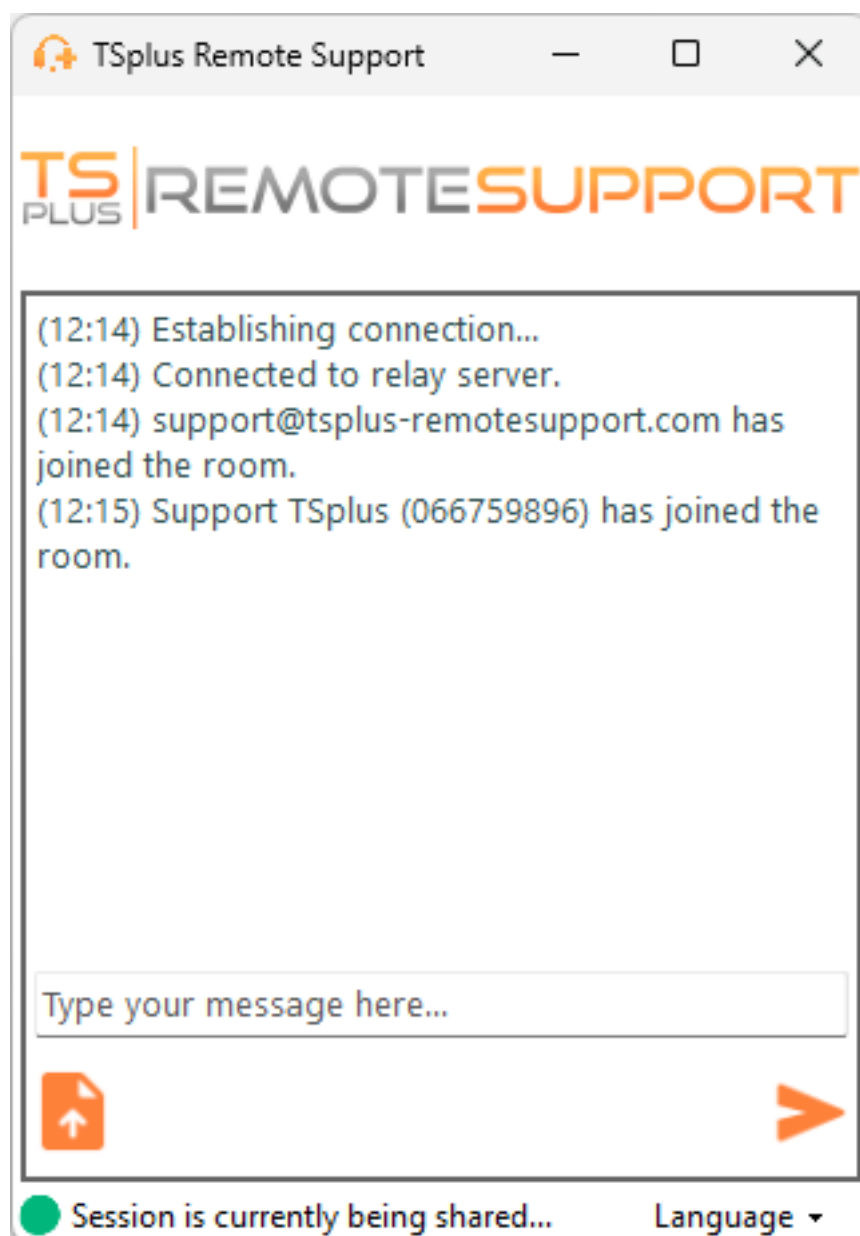 TSplus Remote Support
TS PLUS REMOTESUPPORT
(12:14) Establishing connection...
(12:14) Connected to relay server.
(12:14) support@tsplus-remotesupport.com has
joined the room.
(12:15) Support TSplus (066759896) has joined the
room.
Type your message here...
Session is currently being shared... Language